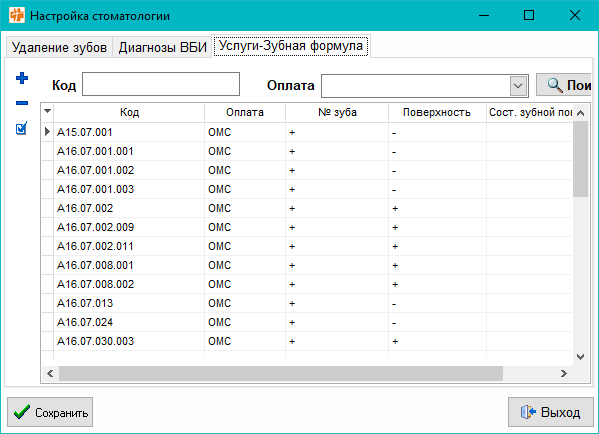 Настройка стоматологии
Удаление зубов Диагнозы ВБИ Услуги-Зубная формула
Код Оплата Пои
Код Оплата № зуба Поверхность Сост. зубной пов
A15.07.001 ОМС + -
A16.07.001.001 ОМС + -
A16.07.001.002 ОМС + -
A16.07.001.003 ОМС + -
A16.07.002 ОМС + +
A16.07.002.009 ОМС + +
A16.07.002.011 ОМС + +
A16.07.008.001 ОМС + +
A16.07.008.002 ОМС + +
A16.07.013 ОМС + -
A16.07.024 ОМС + -
A16.07.030.003 ОМС + +
Сохранить Выход